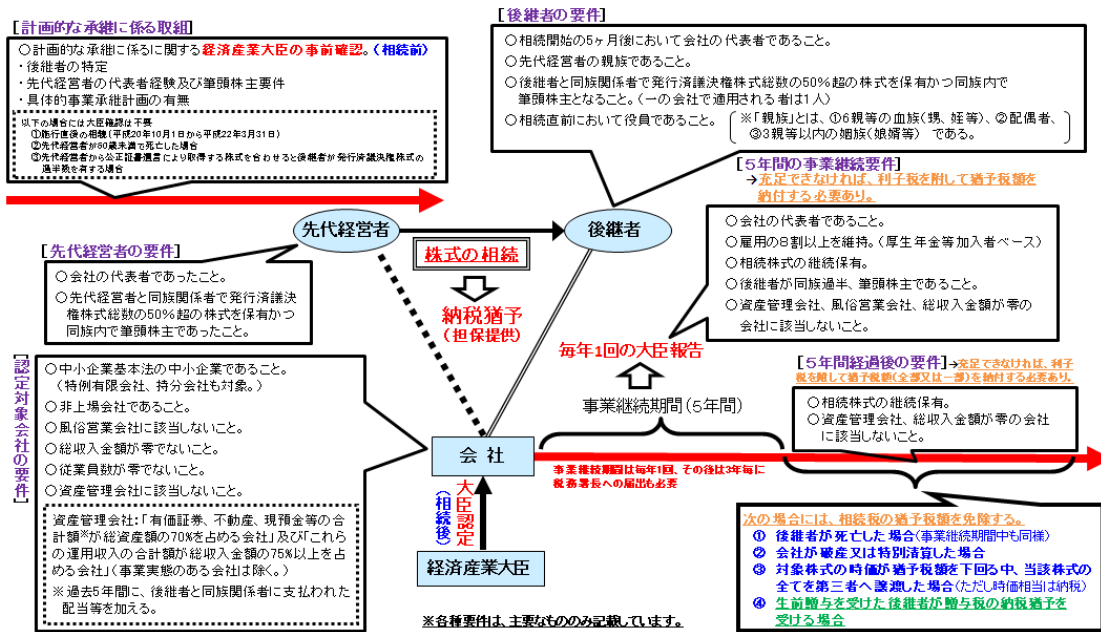 [計画的な承継に係る取組]
○計画的な承継に係るに関する経済産業大臣の事前確認。(相続前)
・後継者の特定
・先代経営者の代表者経験及び筆頭株主要件
・具体的事業承継計画の有無
以下の場合には大臣確認は不要
①施行直後の相続(平成20年10月1日から平成22年3月31日)
②先代経営者が60歳未満で死亡した場合
③先代経営者から公正証書遺言により取得する株式を合わせると後継者が発行済議決権株式の
過半数を有する場合
[後継者の要件]
○相続開始の5ヶ月後において会社の代表者であること。
○先代経営者の親族であること。
○後継者と同族関係者で発行済議決権株式総数の50%超の株式を保有かつ同族内で
筆頭株主となること。(一の会社で適用される者は1人)
○相続直前において役員であること。
※「親族」とは、①6親等の血族(甥、姪等)、②配偶者、
③3親等以内の姻族(娘婿等) である。
[5年間の事業継続要件]
→充足できなければ、利子税を附して猶予税額を
納付する必要あり。
○会社の代表者であること。
○雇用の8割以上を維持。(厚生年金等加入者ベース)
○相続株式の継続保有。
○後継者が同族過半、筆頭株主であること。
○資産管理会社、風俗営業会社、総収入金額が零の
会社に該当しないこと。
先代経営者
後継者
株式の相続
納税猶予
(担保提供)
[先代経営者の要件]
○会社の代表者であったこと。
○先代経営者と同族関係者で発行済議決
権株式総数の50%超の株式を保有かつ
同族内で筆頭株主であったこと。
毎年1回の大臣報告
事業継続期間(5年間)
[5年間経過後の要件]→充足できなければ、利子
税を附して猶予税額(全部又は一部)を納付する必要あり。
○相続株式の継続保有。
○資産管理会社、総収入金額が零の会社
に該当しないこと。
[認定対象会社の要件]
○中小企業基本法の中小企業であること。
(特例有限会社、持分会社も対象。)
○非上場会社であること。
○風俗営業会社に該当しないこと。
○総収入金額が零でないこと。
○従業員数が零でないこと。
○資産管理会社に該当しないこと。
資産管理会社:「有価証券、不動産、現預金等の合
計額※が総資産額の70%を占める会社」及び「これ
らの運用収入の合計額が総収入金額の75%以上を占
める会社」(事業実態のある会社は除く。)
※過去5年間に、後継者と同族関係者に支払われた
配当等を加える。
会社
事業継続期間は毎年1回、その後は3年毎に
税務署長への届出も必要
大臣認定
(相続後)
経済産業大臣
次の場合には、相続税の猶予税額を免除する。
① 後継者が死亡した場合(事業継続期間中も同様)
② 会社が破産又は特別清算した場合
③ 対象株式の時価が猶予税額を下回る中、当該株式の
全てを第三者へ譲渡した場合(ただし時価相当は納税)
④ 生前贈与を受けた後継者が贈与税の納税猶予を
受ける場合
※各種要件は、主要なもののみ記載しています。